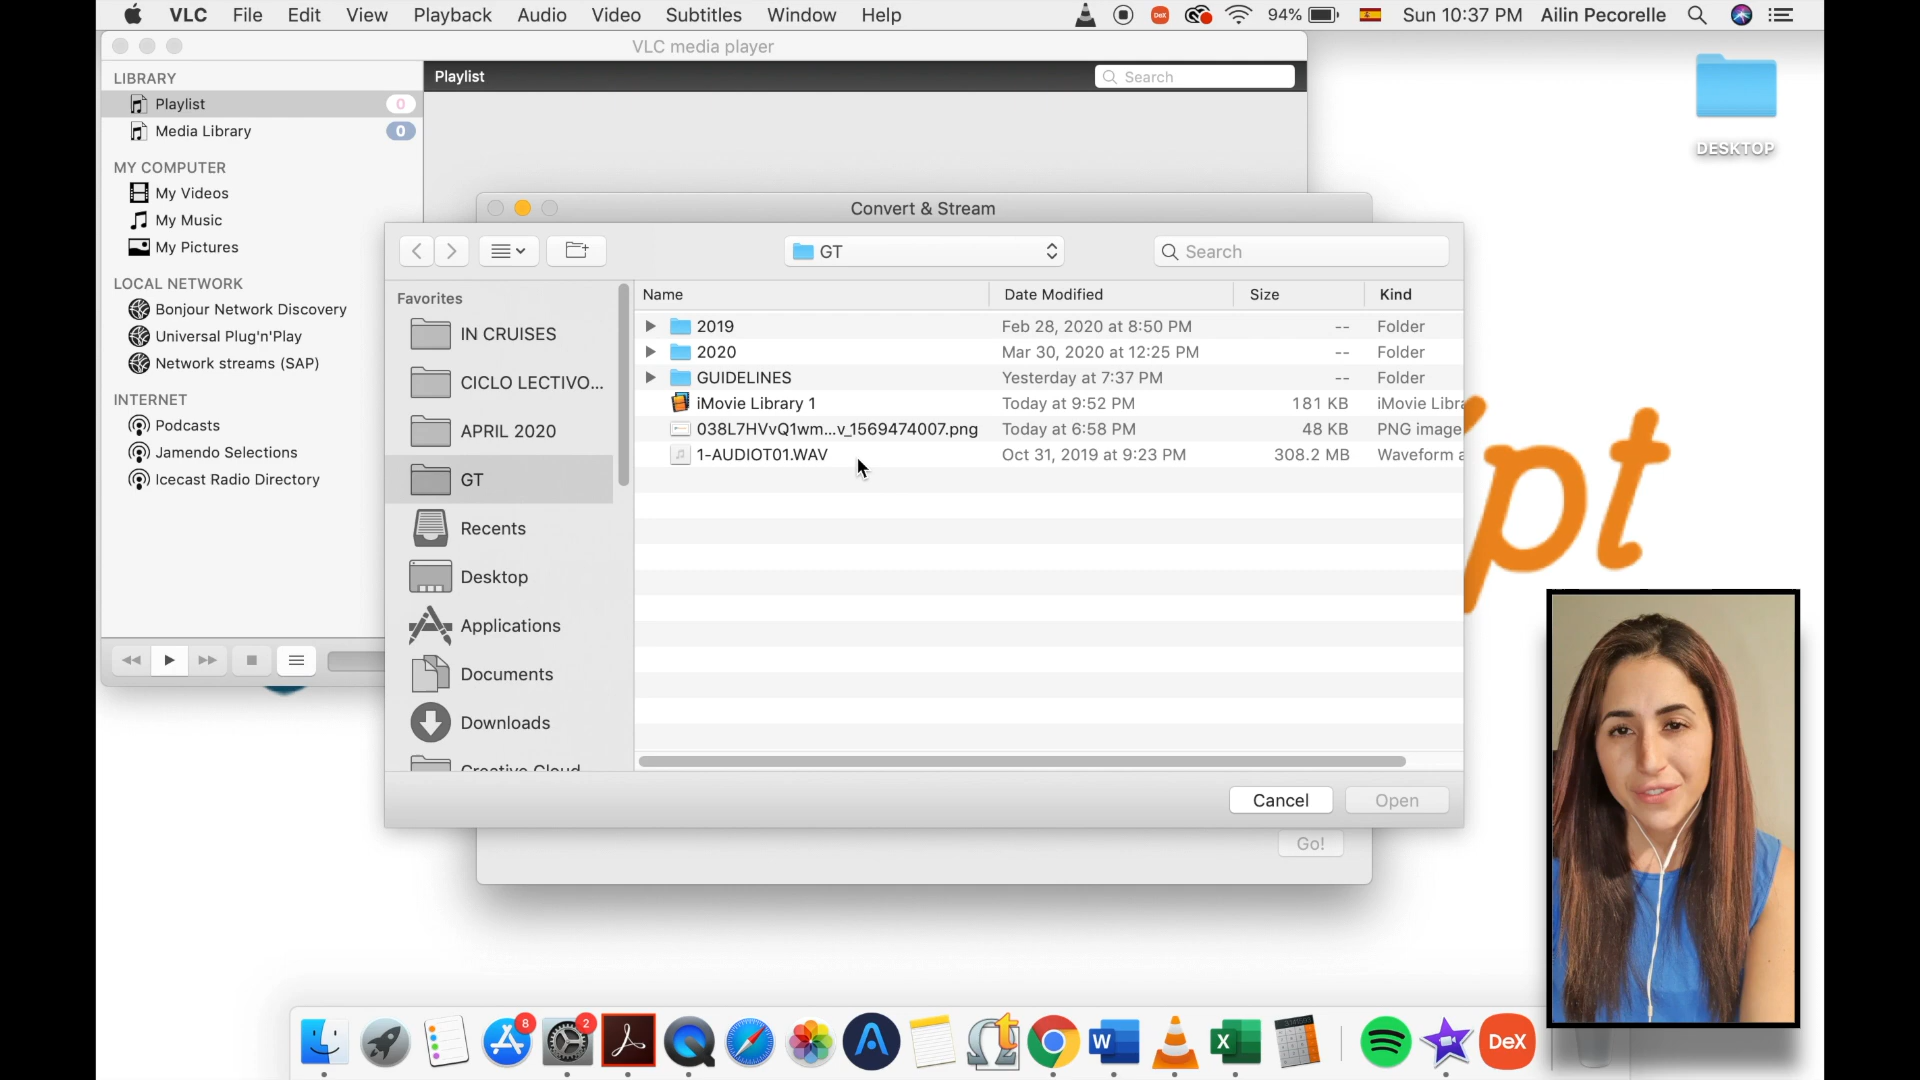 VLC File Edit View Playback Audio Video Subtitles Window Help
DeX 94% Sun 10:37 PM Ailin Pecorelle
VLC media player
LIBRARY
Playlist 0
Media Library 0
MY COMPUTER
My Videos
My Music
My Pictures
LOCAL NETWORK
Bonjour Network Discovery
Universal Plug'n'Play
Network streams (SAP)
INTERNET
Podcasts
Jamendo Selections
Icecast Radio Directory
Playlist
Search
DESKTOP
Convert & Stream
GT
Search
Favorites
IN CRUISES
CICLO LECTIVO...
APRIL 2020
GT
Recents
Desktop
Applications
Documents
Downloads
Creative Cloud
Name Date Modified Size Kind
2019 Feb 28, 2020 at 8:50 PM -- Folder
2020 Mar 30, 2020 at 12:25 PM -- Folder
GUIDELINES Yesterday at 7:37 PM -- Folder
iMovie Library 1 Today at 9:52 PM 181 KB iMovie Libra
038L7HVvQ1wm...v_1569474007.png Today at 6:58 PM 48 KB PNG image
1-AUDIOT01.WAV Oct 31, 2019 at 9:23 PM 308.2 MB Waveform a
Cancel Open
Go!
ipt
8 2 W X DeX